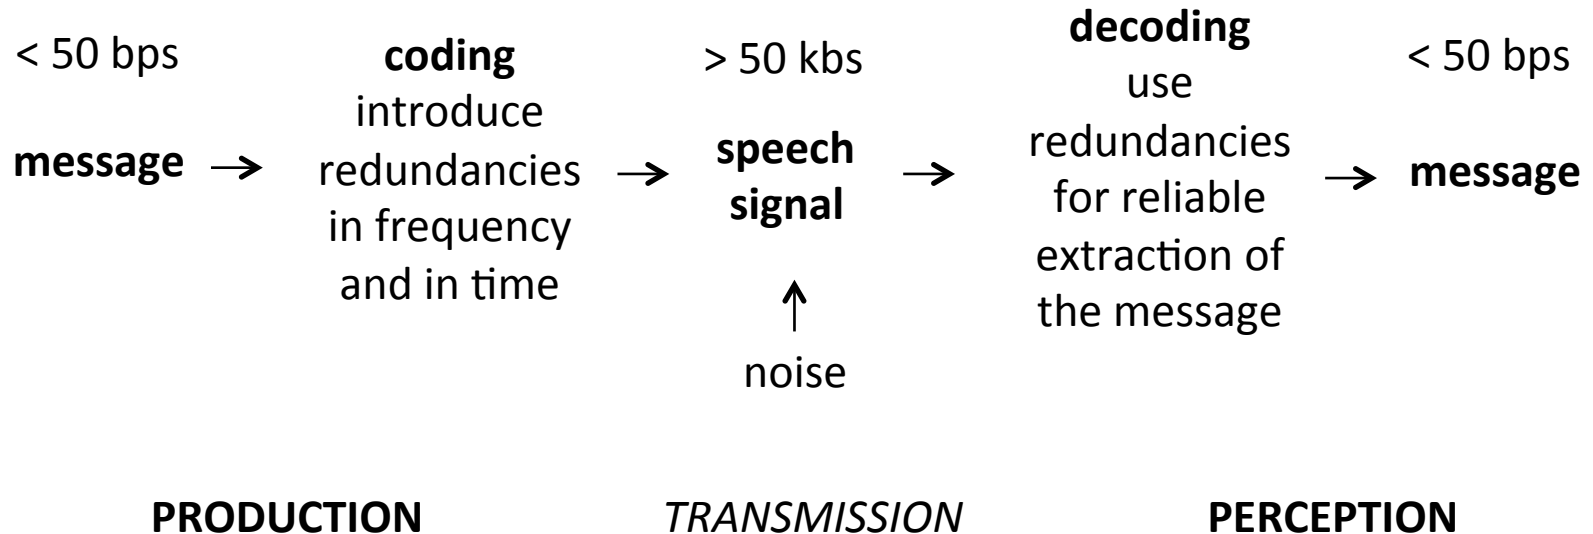 < 50 bps
message
coding
introduce
redundancies
in frequency
and in time
> 50 kbs
speech
signal
noise
decoding
use
redundancies
for reliable
extraction of
the message
< 50 bps
message
PRODUCTION
TRANSMISSION
PERCEPTION